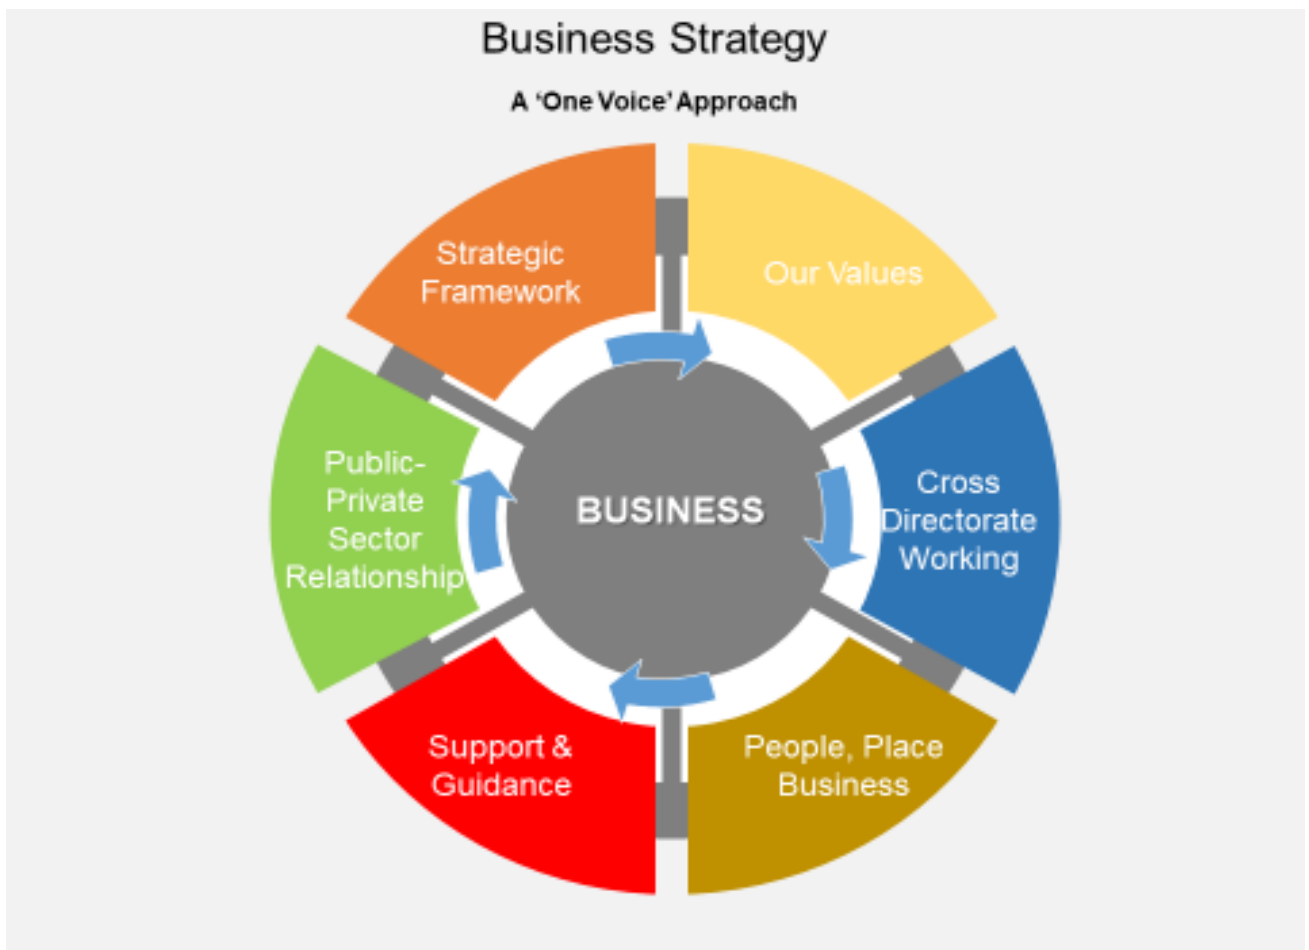 Business Strategy
A ‘One Voice’ Approach
Strategic
Framework
Our Values
Public-
Private
Sector
Relationship
BUSINESS
Cross
Directorate
Working
Support &
Guidance
People, Place
Business